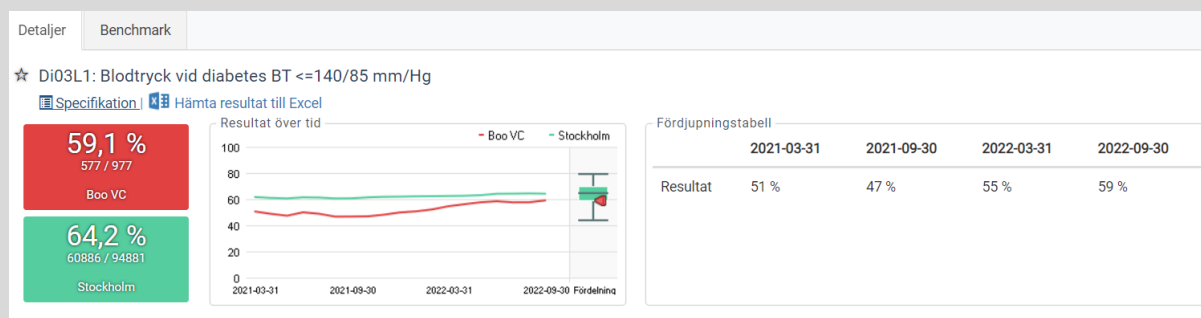 Detaljer
Benchmark
Di03L1: Blodtryck vid diabetes BT <=140/85 mm/Hg
Specifikation | Hämta resultat till Excel
59,1 %
577 / 977
Boo VC
64,2 %
60886 / 94881
Stockholm
Resultat över tid
Boo VC Stockholm
100
80
60
40
20
0
2021-03-31 2021-09-30 2022-03-31 2022-09-30 Fördelning
Fördjupningstabell
2021-03-31 2021-09-30 2022-03-31 2022-09-30
Resultat 51 % 47 % 55 % 59 %